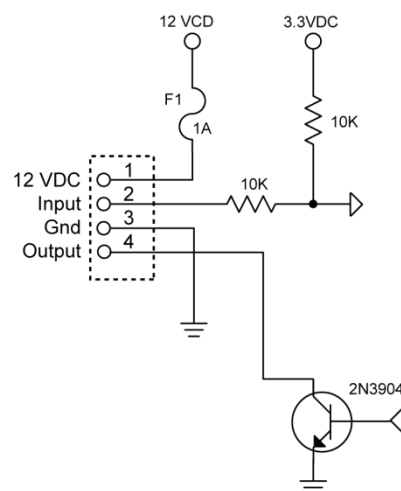 12 VCD
3.3VDC
F1
1A
10K
10K
12 VDC 1
Input 2
Gnd 3
Output 4
2N3904